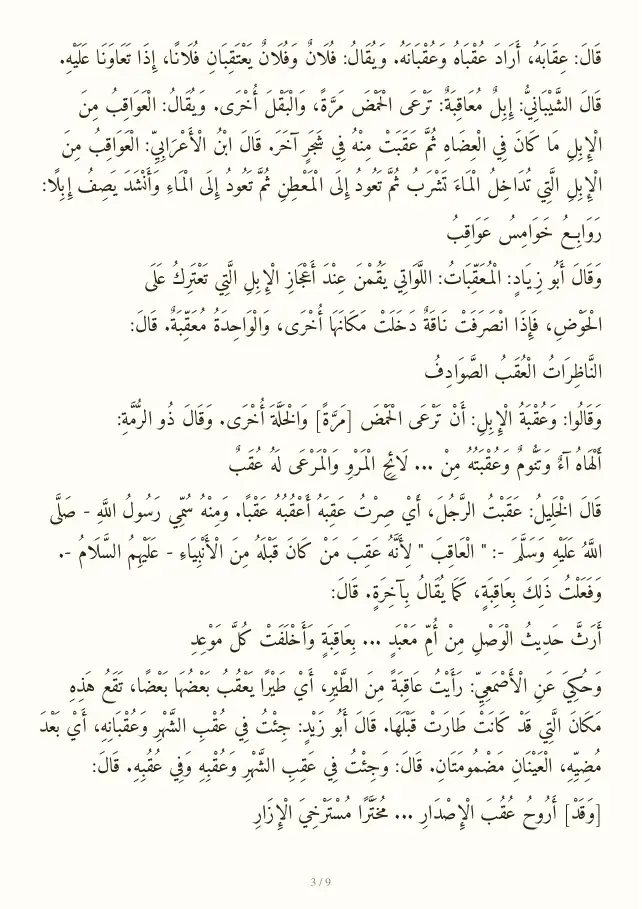 قَالَ: عِقَابَهُ، أَرَادَ عُقْبَاهُ وَعُقْبَانَهُ. وَيُقَالُ: فُلَانٌ وَفُلَانٌ يَعْتَقِبَانِ فُلَانًا، إِذَا تَعَاوَنَا عَلَيْهِ.
قَالَ الشَّيْبَانِيُّ: إِبِلٌ مُعَاقِبَةٌ: تَرْعَى الْحَمْضَ مَرَّةً، وَالْبَقْلَ أُخْرَى. وَيُقَالُ: الْعَوَاقِبُ مِنَ
الْإِبِلِ مَا كَانَ فِي الْعِضَاهِ ثُمَّ عَقَبَتْ مِنْهُ فِي شَجَرٍ آخَرَ. قَالَ ابْنُ الْأَعْرَابِيِّ: الْعَوَاقِبُ مِنَ
الْإِبِلِ الَّتِي تُدَاخِلُ الْمَاءَ تَشْرَبُ ثُمَّ تَعُودُ إِلَى الْمَعْطِنِ ثُمَّ تَعُودُ إِلَى الْمَاءِ وَأَنْشَدَ يَصِفُ إِبِلًا:
رَوَابِعُ خَوَامِسُ عَوَاقِبُ
وَقَالَ أَبُو زِيَادٍ: الْمُعَقِّبَاتُ: اللَّوَاتِي يَقُمْنَ عِنْدَ أَعْجَازِ الْإِبِلِ الَّتِي تَعْتَرِكُ عَلَى
الْحَوْضِ، فَإِذَا انْصَرَفَتْ نَاقَةٌ دَخَلَتْ مَكَانَهَا أُخْرَى، وَالْوَاحِدَةُ مُعَقِّبَةٌ. قَالَ:
النَّاظِرَاتُ الْعُقَبُ الصَّوَادِفُ
وَقَالُوا: وَعُقْبَةُ الْإِبِلِ: أَنْ تَرْعَى الْحَمْضَ [مَرَّةً] وَالْخَلَّةَ أُخْرَى. وَقَالَ ذُو الرُّمَّةِ:
أَلْهَاهُ آءٌ وَتَنُّومٌ وَعُقْبَتُهُ مِنْ ... لَائِحِ الْمَرْوِ وَالْمَرْعَى لَهُ عُقَبٌ
قَالَ الْخَلِيلُ: عَقَبْتُ الرَّجُلَ، أَيْ صِرْتُ عَقِبَهُ أَعْقُبُهُ عَقْبًا. وَمِنْهُ سُمِّي رَسُولُ اللَّهِ - صَلَّى
اللَّهُ عَلَيْهِ وَسَلَّمَ -: " الْعَاقِبَ " لِأَنَّهُ عَقِبَ مَنْ كَانَ قَبْلَهُ مِنَ الْأَنْبِيَاءِ - عَلَيْهِمُ السَّلَامُ -.
وَفَعَلْتُ ذَلِكَ بِعَاقِبَةٍ، كَمَا يُقَالُ بِآخِرَةٍ. قَالَ:
أَرَثَّ حَدِيثُ الْوَصْلِ مِنْ أُمِّ مَعْبَدٍ ... بِعَاقِبَةٍ وَأَخْلَفَتْ كُلَّ مَوْعِدِ
وَحُكِيَ عَنِ الْأَصْمَعِيِّ: رَأَيْتُ عَاقِبَةً مِنَ الطَّيْرِ، أَيْ طَيْرًا يَعْقُبُ بَعْضُهَا بَعْضًا، تَقَعُ هَذِهِ
مَكَانَ الَّتِي قَدْ كَانَتْ طَارَتْ قَبْلَهَا. قَالَ أَبُو زَيْدٍ: جِئْتُ فِي عُقْبِ الشَّهْرِ وَعُقْبَانِهِ، أَيْ بَعْدَ
مُضِيِّهِ، الْعَيْنَانِ مَضْمُومَتَانِ. قَالَ: وَجِئْتُ فِي عَقِبِ الشَّهْرِ وَعُقْبِهِ وَفِي عُقُبِهِ. قَالَ:
[وَقَدْ] أَرُوحُ عُقُبَ الْإِصْدَارِ ... مُخَتَّرًا مُسْتَرْخِيَ الْإِزَارِ
3 / 9